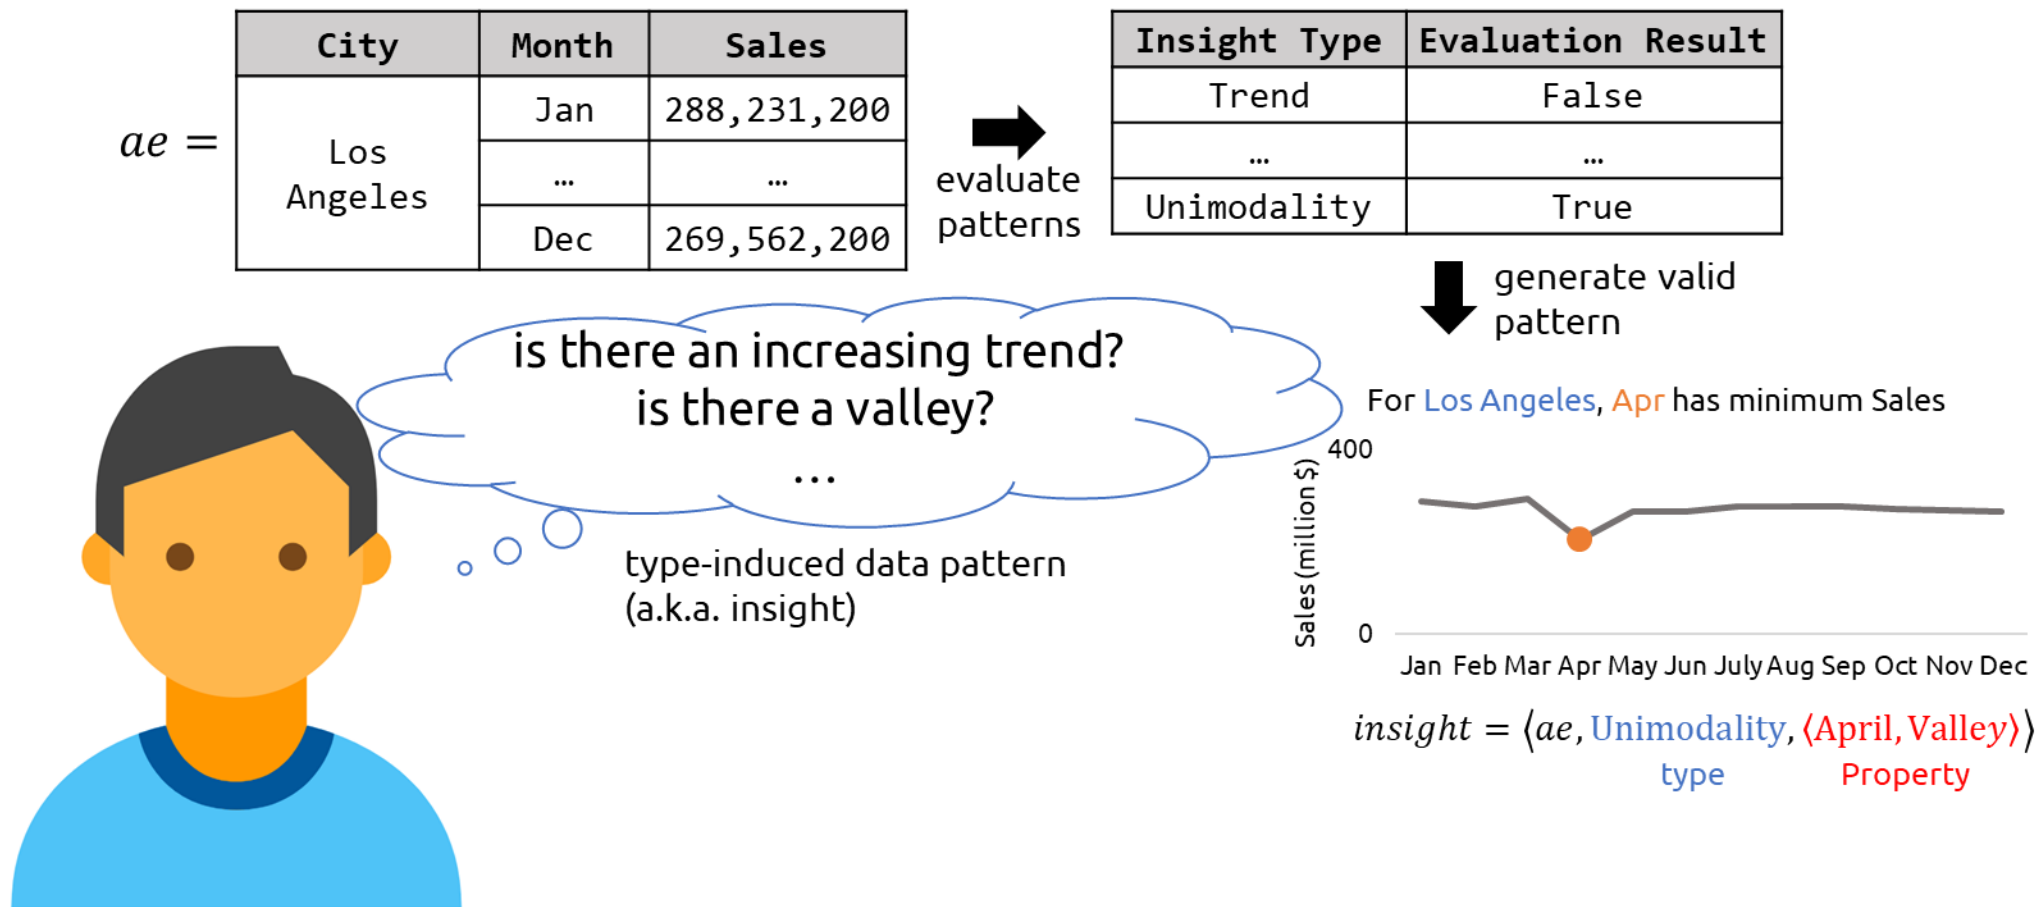 ae =
City Month Sales
Los
Angeles
Jan 288,231,200
... ...
Dec 269,562,200
evaluate
patterns
Insight Type Evaluation Result
Trend False
... ...
Unimodality True
generate valid
pattern
is there an increasing trend?
is there a valley?
...
type-induced data pattern
(a.k.a. insight)
For Los Angeles, Apr has minimum Sales
Sales (million $)
400
0
Jan Feb Mar Apr May Jun July Aug Sep Oct Nov Dec
insight = ⟨ae, Unimodality, ⟨April, Valley⟩⟩
type Property